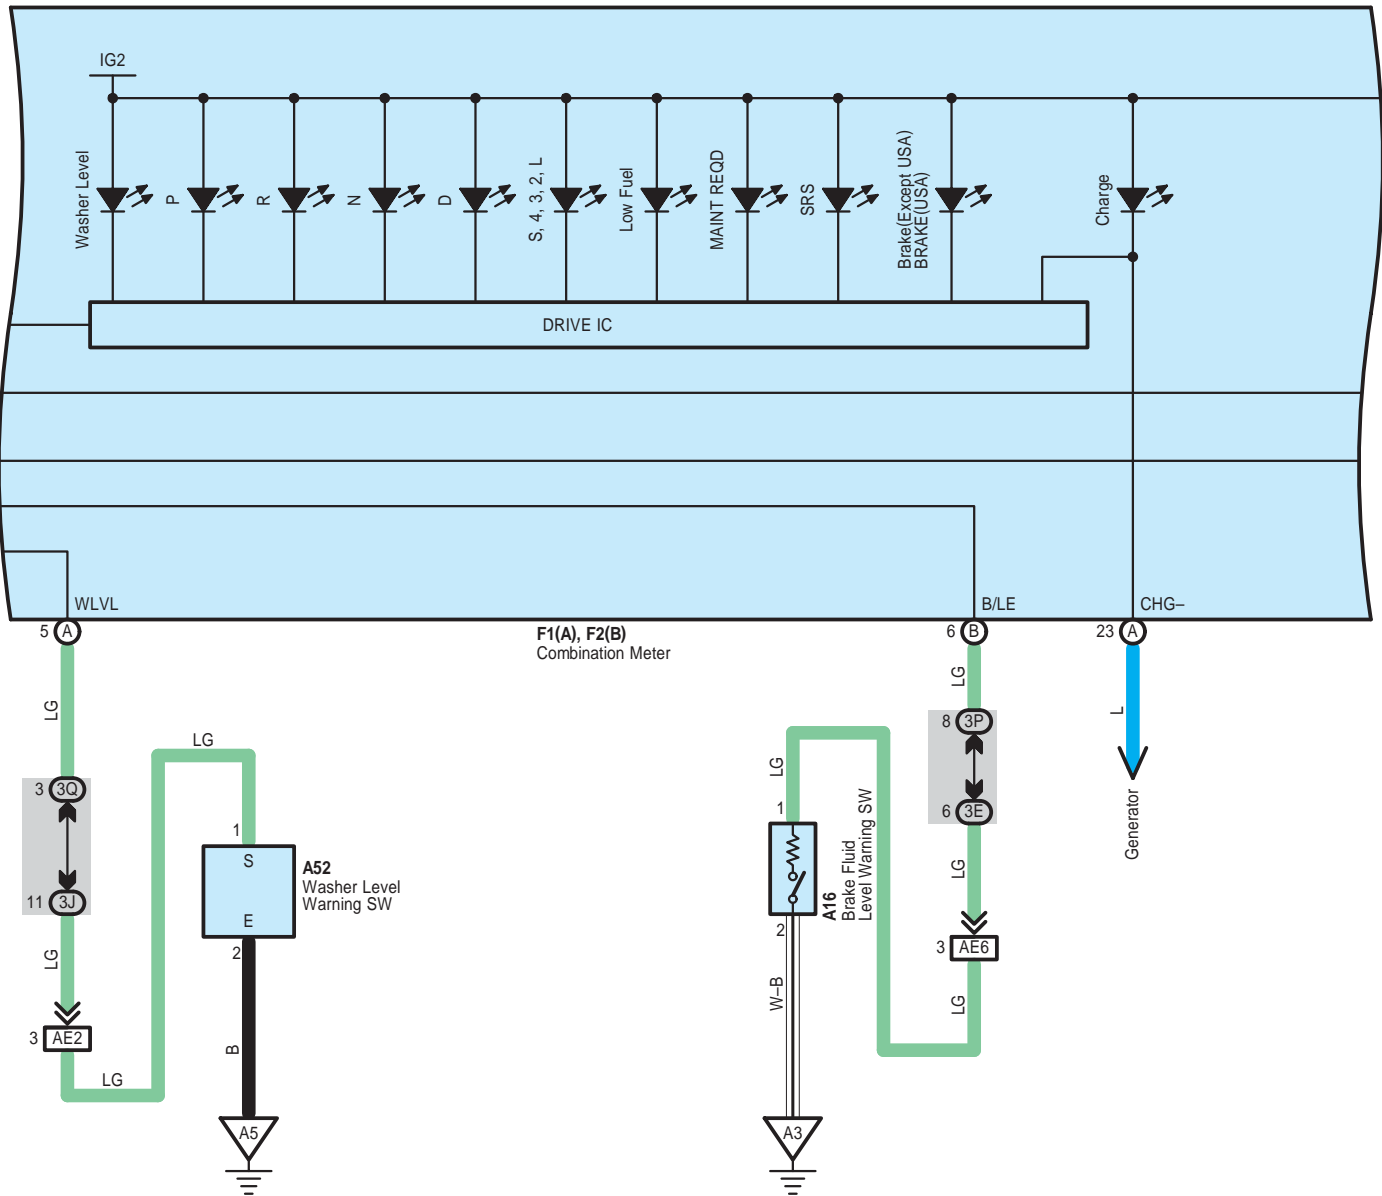 IG2
Washer Level
P
R
N
D
S, 4, 3, 2, L
Low Fuel
MAINT REQD
SRS
Brake(Except USA)
BRAKE(USA)
Charge
DRIVE IC
WLVL
B/LE
CHG–
5 A
F1(A), F2(B)
Combination Meter
6 B
23 A
LG
LG
L
8 3P
LG
LG
3 3Q
1
6 3E
Generator
1
S
A52
Washer Level
Warning SW
E
2
A16
Brake Fluid
Level Warning SW
2
11 3J
LG
LG
3 AE6
W–B
LG
3 AE2
B
LG
A5
A3